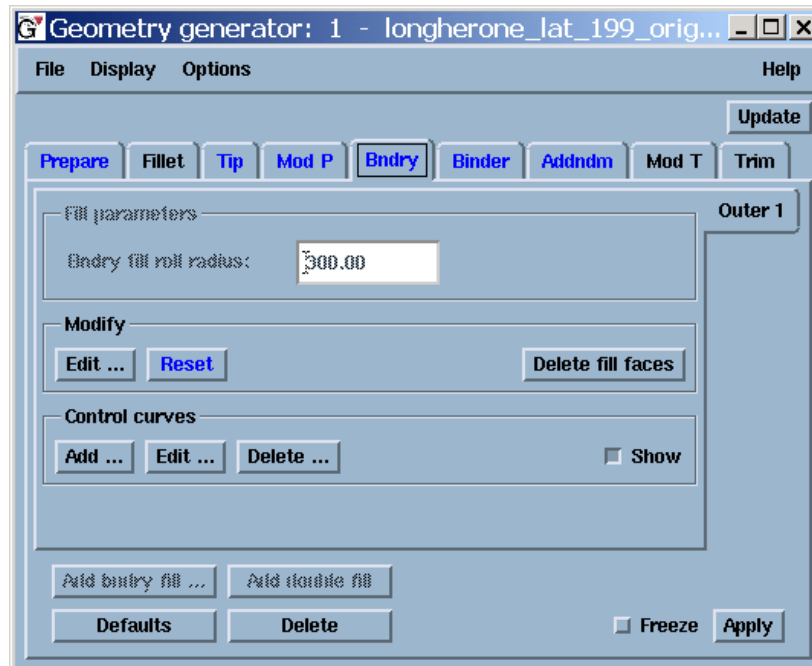 Geometry generator: 1 - longherone_lat_199_orig...
File Display Options Help
Update
Prepare Fillet Tip Mod P Bndry Binder Addndm Mod T Trim
Outer 1
Fill parameters
Bndry fill roll radius: 300.00
Modify
Edit ... Reset Delete fill faces
Control curves
Add ... Edit ... Delete ... Show
Add bndry fill ... Add double fill
Defaults Delete Freeze Apply